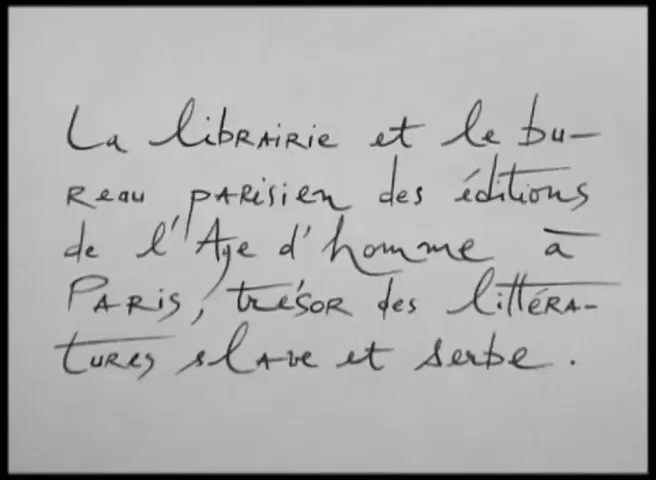 La librairie et le bu-
reau parisien des éditions
de l'Age d'homme à
Paris, trésor des littéra-
tures slave et serbe.